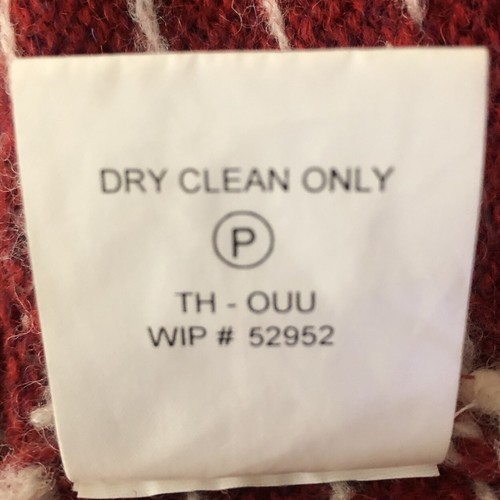 DRY CLEAN ONLY
P
TH - OUU
WIP # 52952